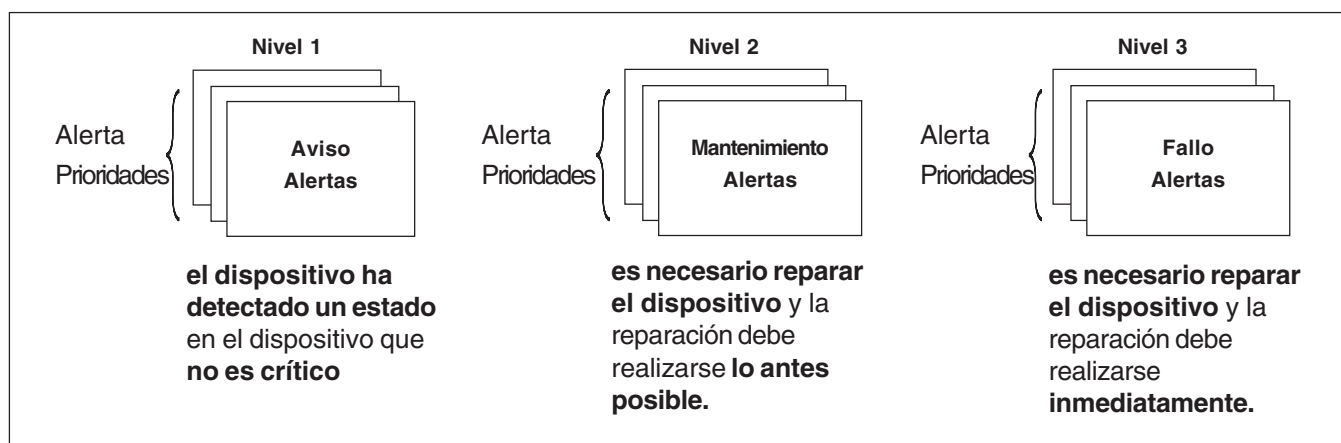 Nivel 1
Alerta
Prioridades
Aviso
Alertas
el dispositivo ha
detectado un estado
en el dispositivo que
no es crítico
Nivel 2
Alerta
Prioridades
Mantenimiento
Alertas
es necesario reparar
el dispositivo y la
reparación debe
realizarse lo antes
posible.
Nivel 3
Alerta
Prioridades
Fallo
Alertas
es necesario reparar
el dispositivo y la
reparación debe
realizarse
inmediatamente.